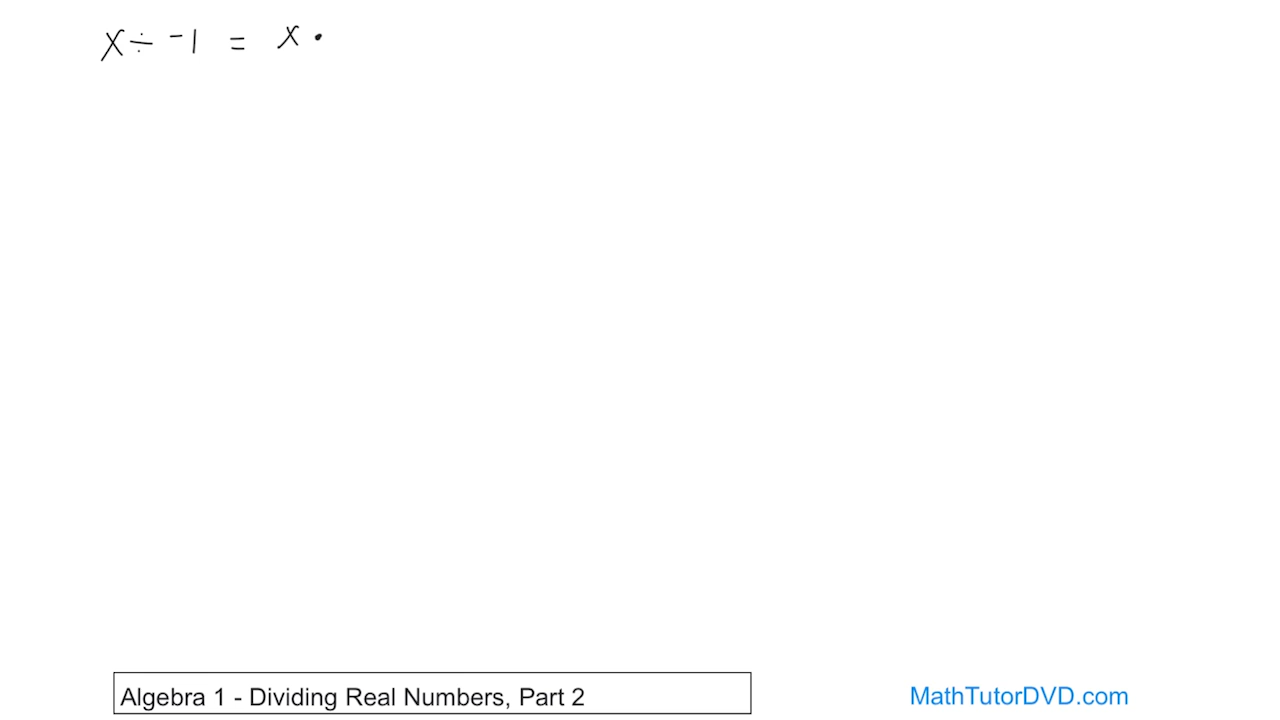 x ÷ -1 = x •
Algebra 1 - Dividing Real Numbers, Part 2
MathTutorDVD.com